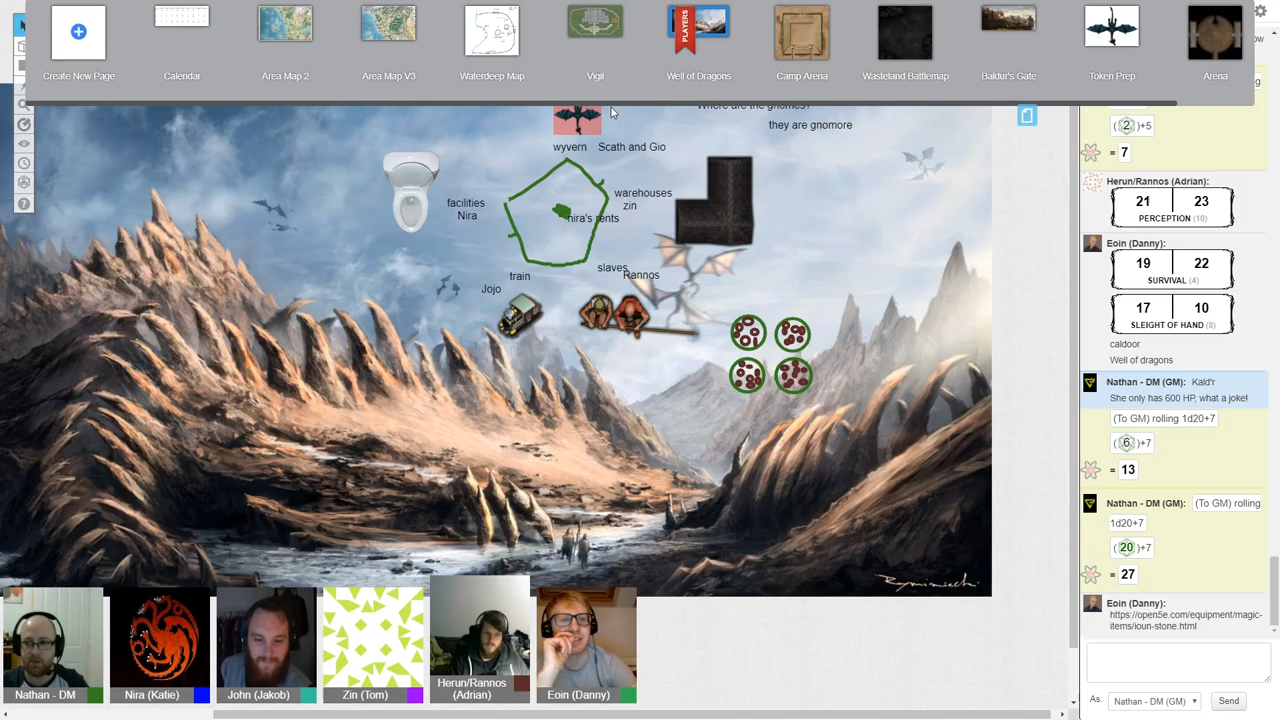 Create New Page
Calendar
Area Map 2
Area Map V3
Waterdeep Map
Vigil
PLAYERS
Well of Dragons
Camp Arena
Wasteland Battlemap
Baldur's Gate
Token Prep
Arena
Where are the gnomes?
they are gnomore
wyvern
Scath and Gio
facilities
Nira
warehouses
zin
nira's rents
slaves
Rannos
train
Jojo
(2)+5
= 7
Herun/Rannos (Adrian):
21 23
PERCEPTION (10)
Eoin (Danny):
19 22
SURVIVAL (4)
17 10
SLEIGHT OF HAND (8)
caldoor
Well of dragons
Nathan - DM (GM): Kald'r
She only has 600 HP, what a joke!
(To GM) rolling 1d20+7
(6)+7
= 13
Nathan - DM (GM): (To GM) rolling
1d20+7
(20)+7
= 27
Eoin (Danny):
https://open5e.com/equipment/magic-
items/ioun-stone.html
As: Nathan - DM (GM) Send
Nathan - DM
Nira (Katie)
John (Jakob)
Zin (Tom)
Herun/Rannos
(Adrian)
Eoin (Danny)